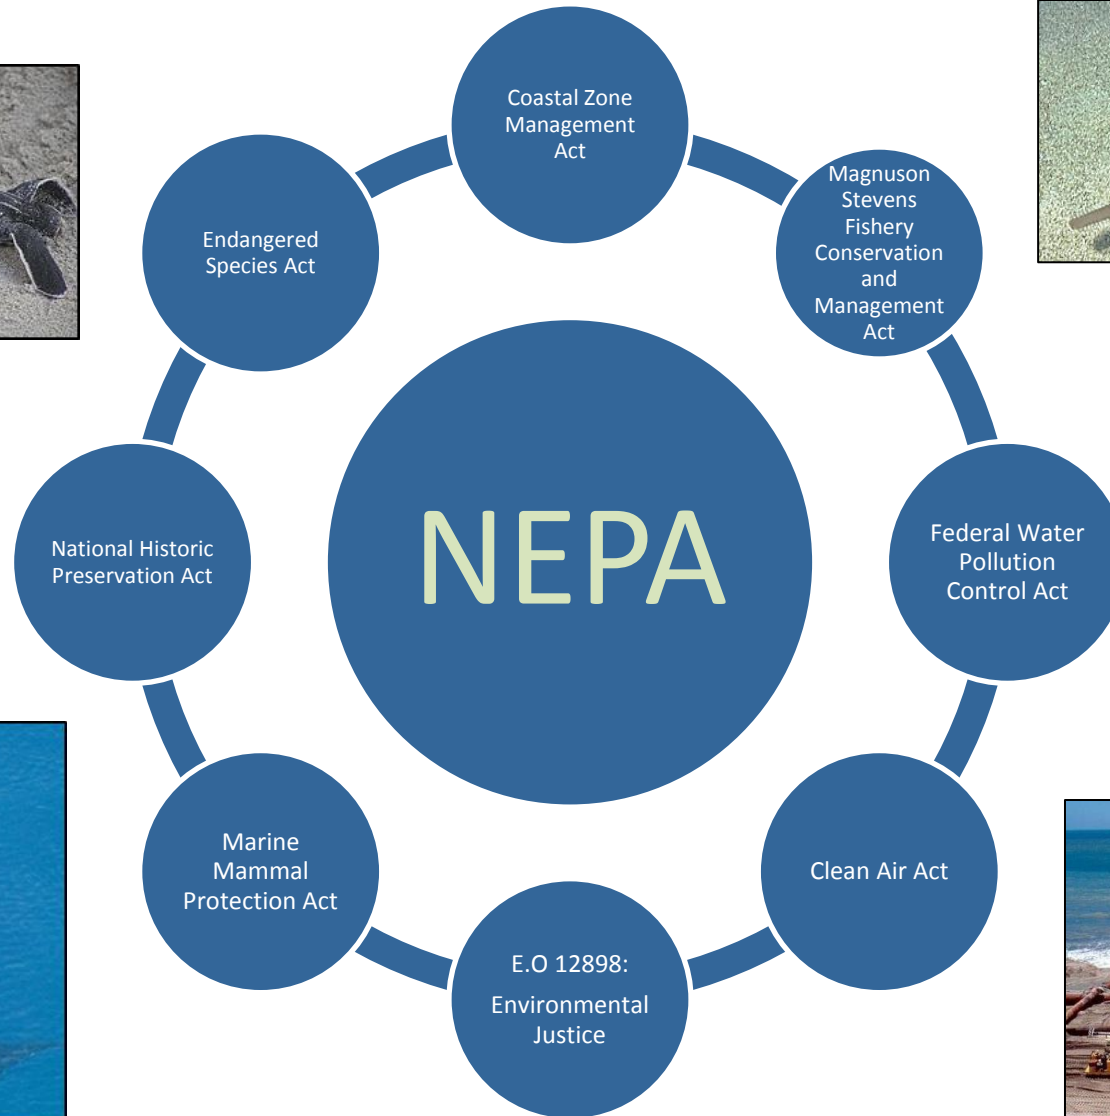 Coastal Zone
Management
Act
Magnuson
Stevens
Fishery
Conservation
and
Management
Act
Endangered
Species Act
NEPA
National Historic
Preservation Act
Federal Water
Pollution
Control Act
Marine
Mammal
Protection Act
Clean Air Act
E.O 12898:
Environmental
Justice